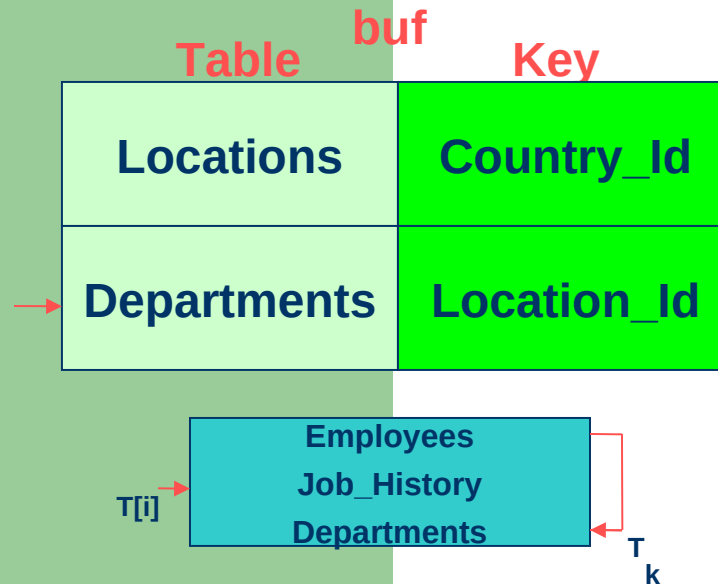 buf
Table Key
Locations Country_Id
Departments Location_Id
Employees
Job_History
T[i]
Departments
T
k